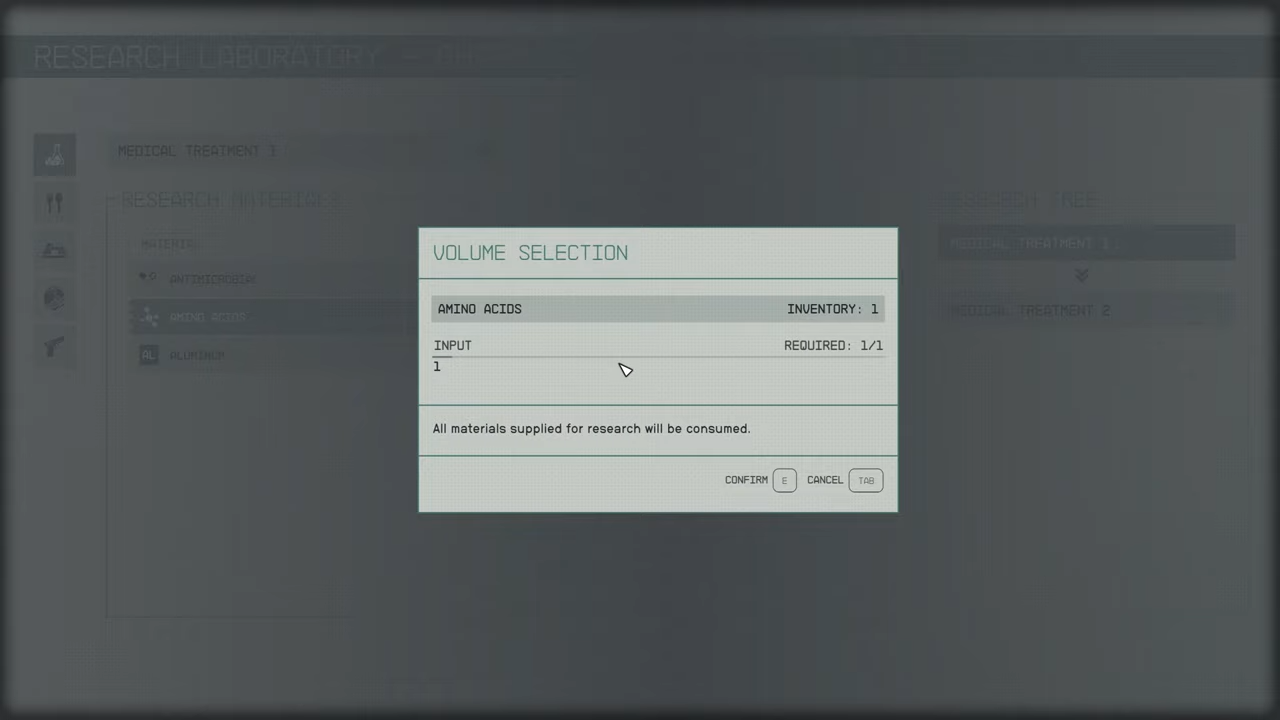 RESEARCH LABORATORY
MEDICAL TREATMENT 1
RESEARCH MATERIALS
MATERIAL
ANTIMICROBIAL
AMINO ACIDS
AL ALUMINUM
VOLUME SELECTION
AMINO ACIDS INVENTORY: 1
INPUT REQUIRED: 1/1
1
All materials supplied for research will be consumed.
CONFIRM E CANCEL TAB
RESEARCH TREE
MEDICAL TREATMENT 1
MEDICAL TREATMENT 2